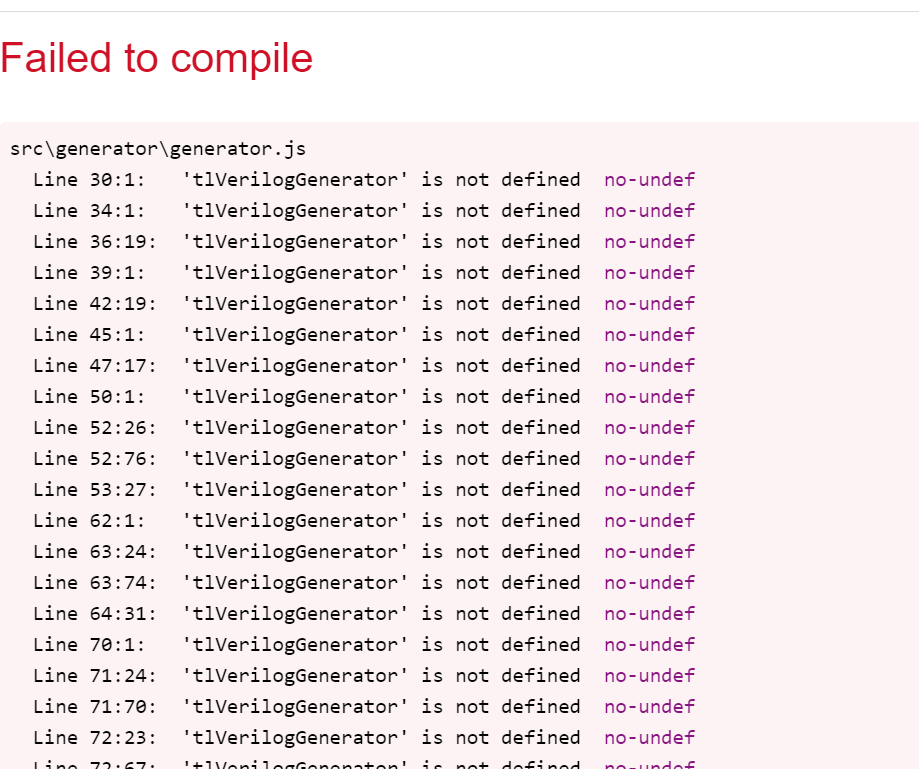 Failed to compile
src\generator\generator.js
Line 30:1: 'tlVerilogGenerator' is not defined no-undef
Line 34:1: 'tlVerilogGenerator' is not defined no-undef
Line 36:19: 'tlVerilogGenerator' is not defined no-undef
Line 39:1: 'tlVerilogGenerator' is not defined no-undef
Line 42:19: 'tlVerilogGenerator' is not defined no-undef
Line 45:1: 'tlVerilogGenerator' is not defined no-undef
Line 47:17: 'tlVerilogGenerator' is not defined no-undef
Line 50:1: 'tlVerilogGenerator' is not defined no-undef
Line 52:26: 'tlVerilogGenerator' is not defined no-undef
Line 52:76: 'tlVerilogGenerator' is not defined no-undef
Line 53:27: 'tlVerilogGenerator' is not defined no-undef
Line 62:1: 'tlVerilogGenerator' is not defined no-undef
Line 63:24: 'tlVerilogGenerator' is not defined no-undef
Line 63:74: 'tlVerilogGenerator' is not defined no-undef
Line 64:31: 'tlVerilogGenerator' is not defined no-undef
Line 70:1: 'tlVerilogGenerator' is not defined no-undef
Line 71:24: 'tlVerilogGenerator' is not defined no-undef
Line 71:70: 'tlVerilogGenerator' is not defined no-undef
Line 72:23: 'tlVerilogGenerator' is not defined no-undef
Line 72:67: 'tlVerilogGenerator' is not defined no-undef